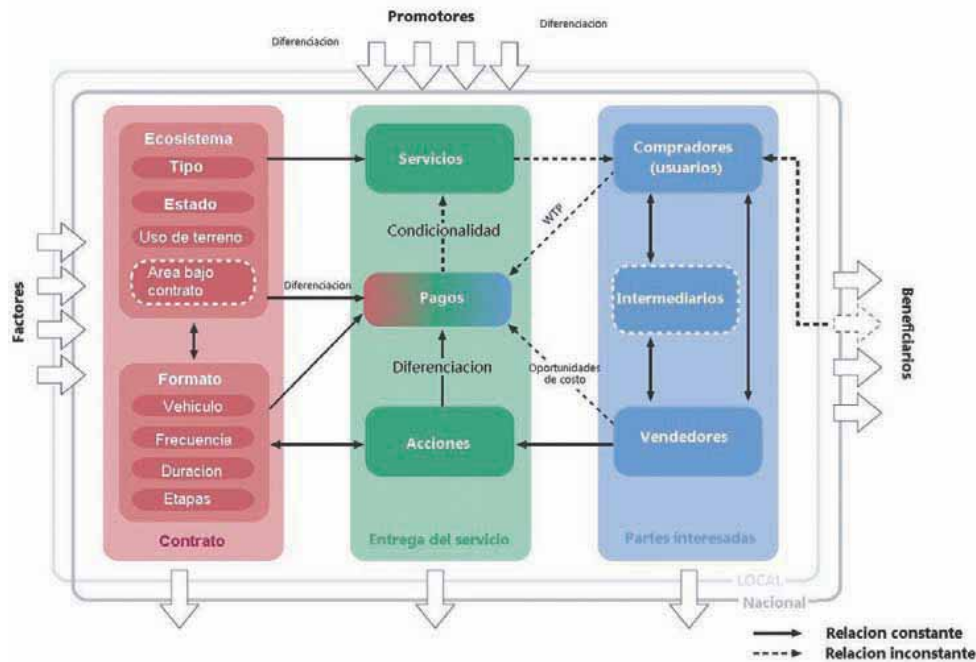 Promotores
Diferenciacion
Diferenciacion
Factores
Ecosistema
Tipo
Estado
Uso de terreno
Area bajo
contrato
Formato
Vehiculo
Frecuencia
Duracion
Etapas
Contrato
Diferenciacion
Servicios
Condicionalidad
Pagos
Diferenciacion
Acciones
Entrega del servicio
WTP
Oportunidades
de costo
Compradores
(usuarios)
Intermediarios
Vendedores
Partes interesadas
Beneficiarios
LOCAL
Nacional
Relacion constante
Relacion inconstante